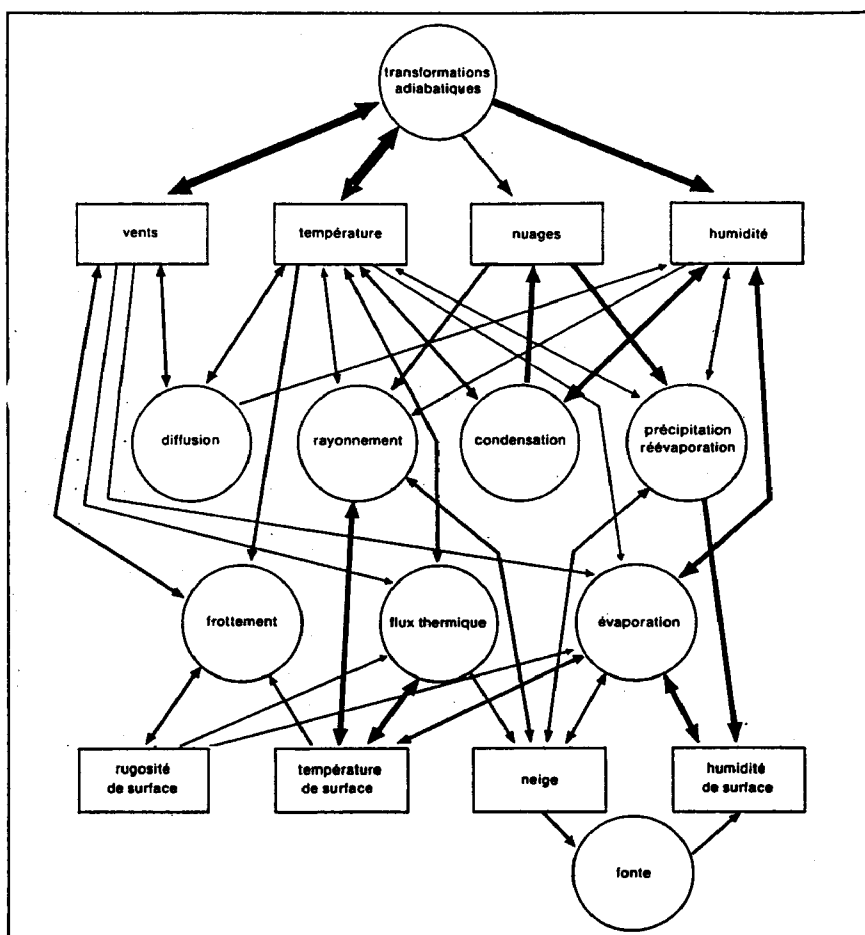 transformations
adiabatiques
vents
température
nuages
humidité
diffusion
rayonnement
condensation
précipitation
réévaporation
frottement
flux thermique
évaporation
rugosité
de surface
température
de surface
neige
humidité
de surface
fonte